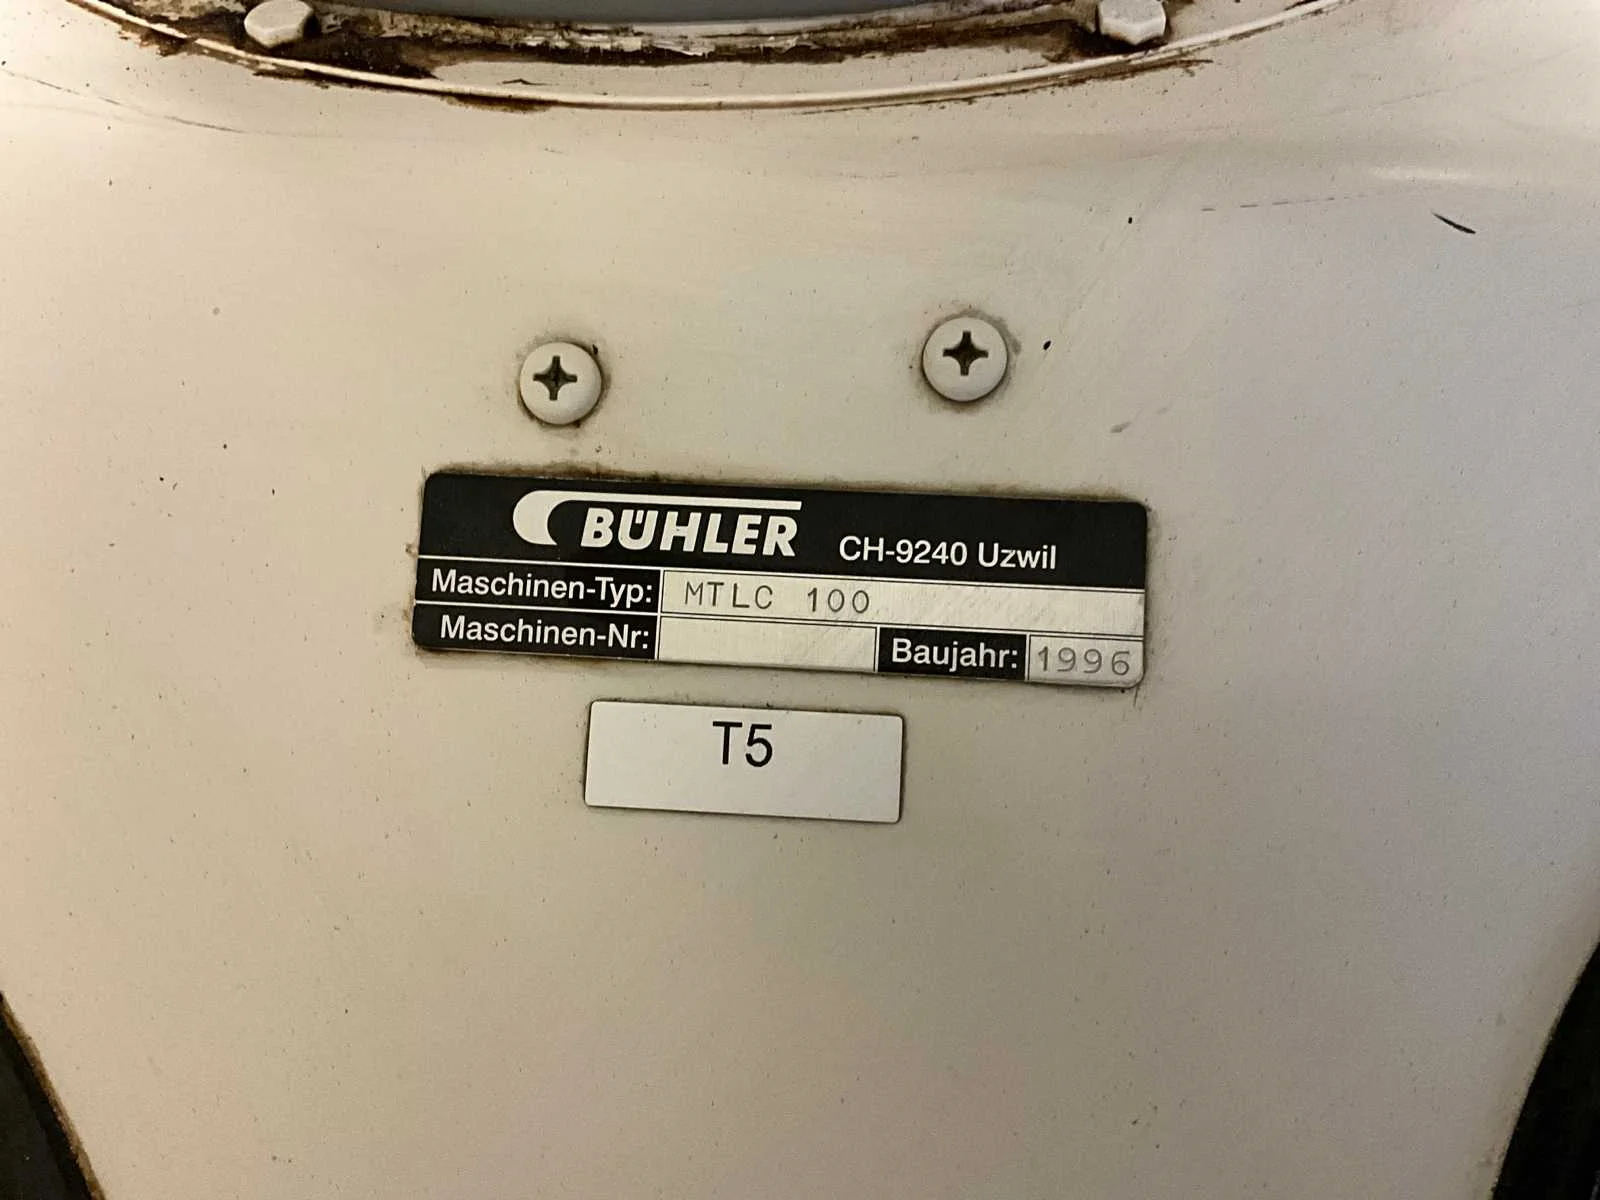 BÜHLER CH-9240 Uzwil
Maschinen-Typ: MTLC 100
Maschinen-Nr: Baujahr: 1996
T5